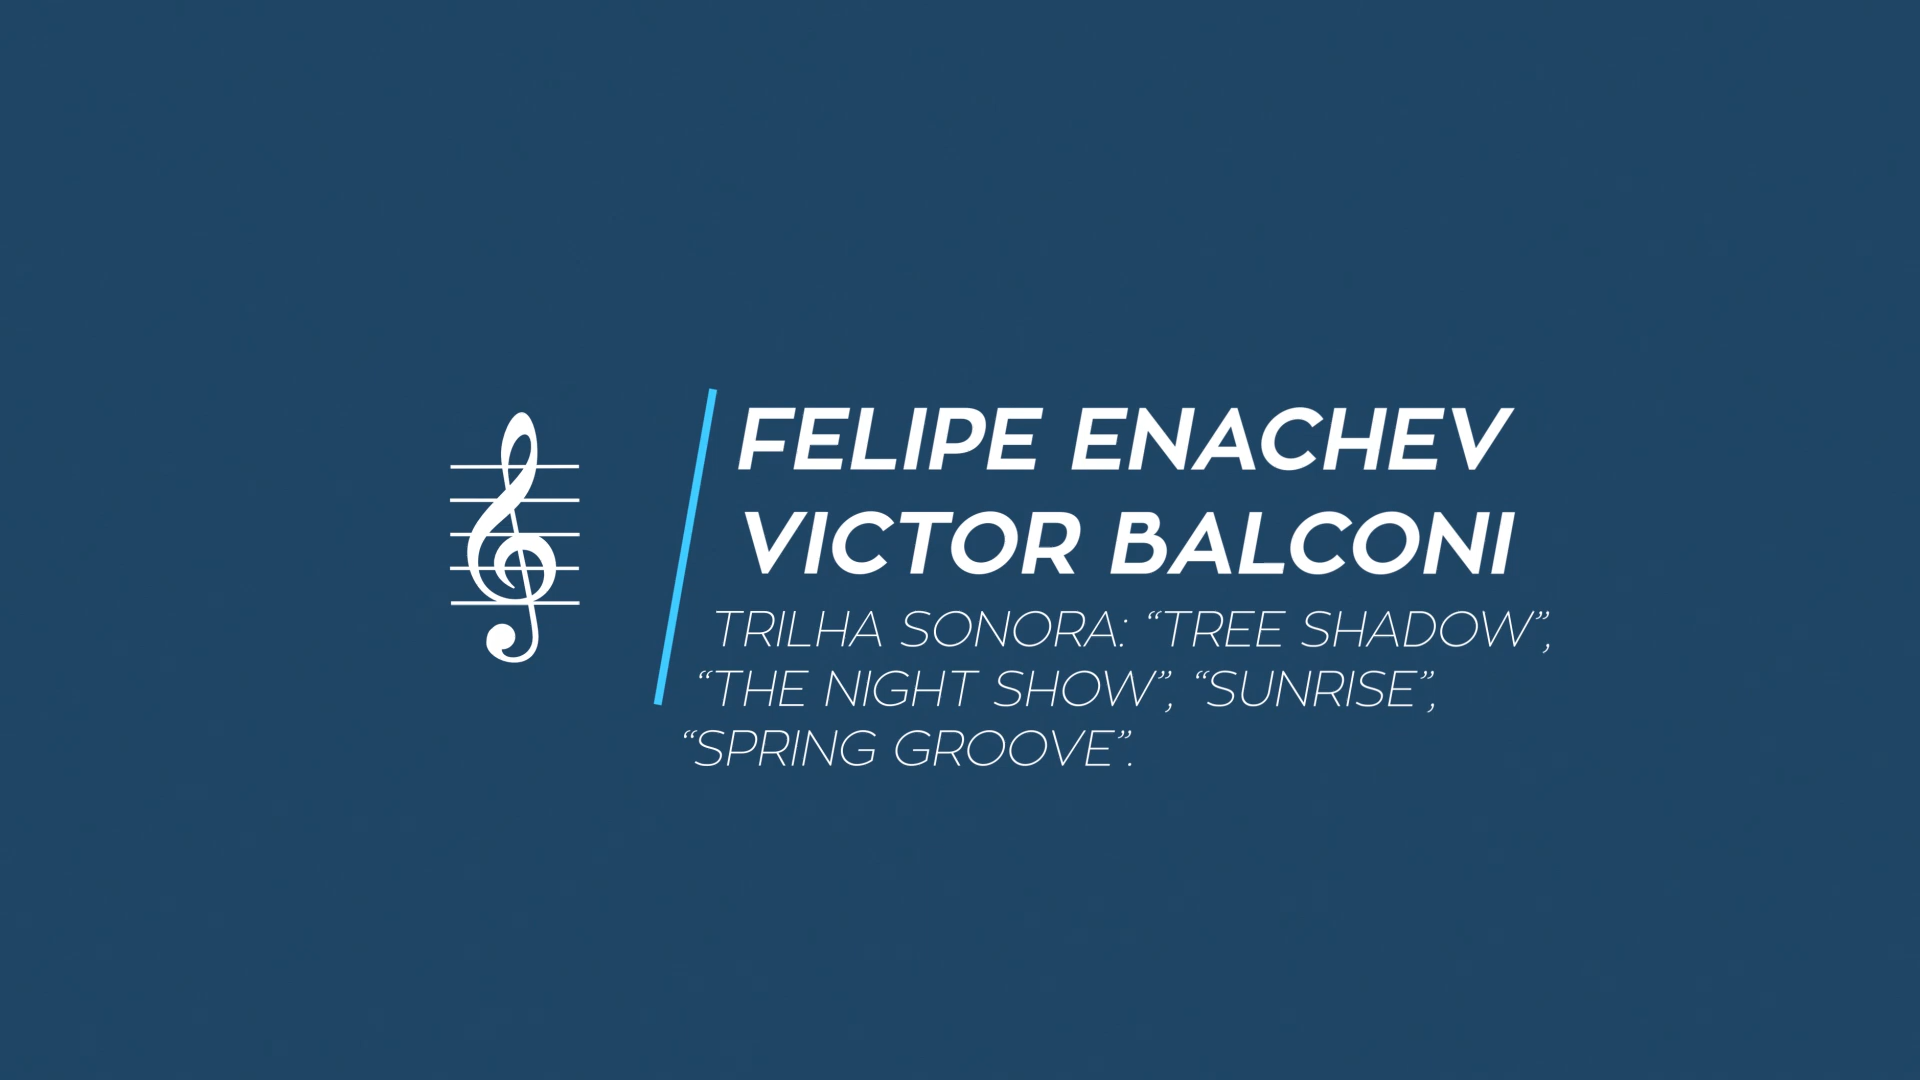 FELIPE ENACHEV
VICTOR BALCONI
TRILHA SONORA: “TREE SHADOW”,
“THE NIGHT SHOW”, “SUNRISE”,
“SPRING GROOVE”.